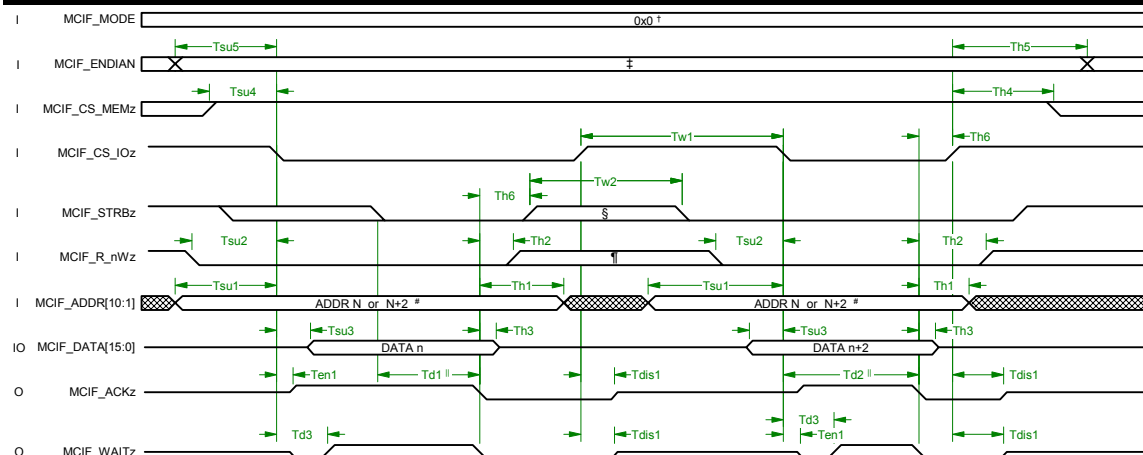 I MCIF_MODE 0x0 †
Tsu5 Th5
I MCIF_ENDIAN ‡
Tsu4 Th4
I MCIF_CS_MEMz
Tw1 Th6
I MCIF_CS_IOz
Th6 Tw2
I MCIF_STRBz §
Tsu2 Th2 Tsu2 Th2
I MCIF_R_nWz ¶
Tsu1 Th1 Tsu1 Th1
I MCIF_ADDR[10:1] ADDR N or N+2 # ADDR N or N+2 #
Tsu3 Th3 Tsu3 Th3
IO MCIF_DATA[15:0] DATA n DATA n+2
Ten1 Td1 || Tdis1 Td2 || Tdis1
O MCIF_ACKz
Td3
Td3 Tdis1 Ten1 Tdis1
O MCIF_WAITz